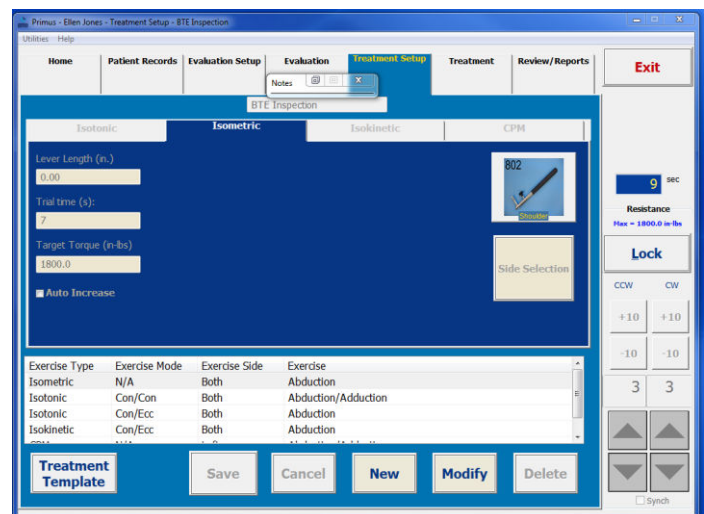 Primus - Ellen Jones - Treatment Setup - BTE Inspection
Utilities Help
Home Patient Records Evaluation Setup Evaluation Treatment Setup Treatment Review/Reports
Exit
Notes
BTE Inspection
Isotonic Isometric Isokinetic CPM
Lever Length (in.)
0.00
Trial time (s):
7
Target Torque (in-lbs)
1800.0
Auto Increase
802
Shoulder
Side Selection
9 sec
Resistance
Max = 1800.0 in-lbs
Lock
CCW CW
+10 +10
-10 -10
3 3
Synch
Exercise Type Exercise Mode Exercise Side Exercise
Isometric N/A Both Abduction
Isotonic Con/Con Both Abduction/Adduction
Isotonic Con/Ecc Both Abduction
Isokinetic Con/Ecc Both Abduction
Treatment Template
Save Cancel New Modify Delete